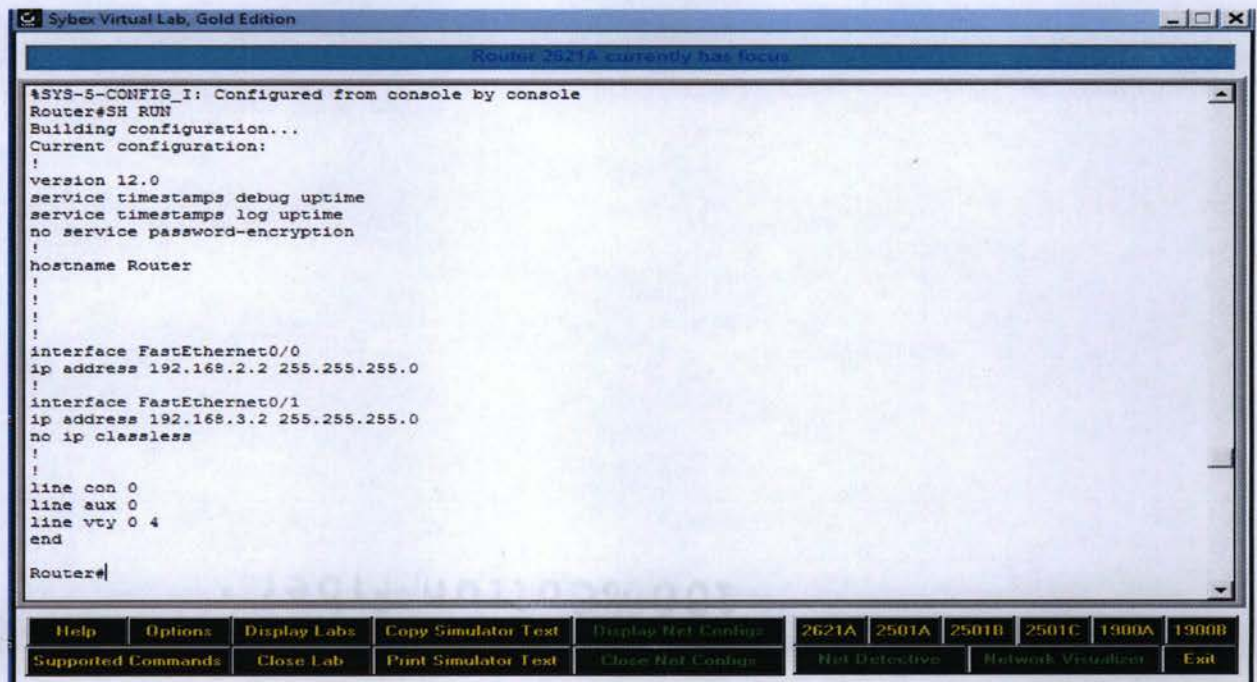 Sybex Virtual Lab, Gold Edition
Router 2621A currently has focus
%SYS-5-CONFIG_I: Configured from console by console
Router#SH RUN
Building configuration...
Current configuration:
!
version 12.0
service timestamps debug uptime
service timestamps log uptime
no service password-encryption
!
hostname Router
!
!
!
!
interface FastEthernet0/0
ip address 192.168.2.2 255.255.255.0
!
interface FastEthernet0/1
ip address 192.168.3.2 255.255.255.0
no ip classless
!
!
line con 0
line aux 0
line vty 0 4
end
Router#
Help Options Display Labs Copy Simulator Text Display Net Configs 2621A 2501A 2501B 2501C 1900A 1900B
Supported Commands Close Lab Print Simulator Text Close Net Configs Net Detective Network Visualizer Exit